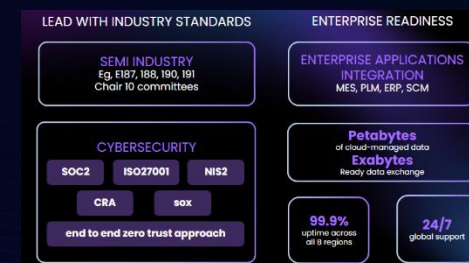 LEAD WITH INDUSTRY STANDARDS
SEMI INDUSTRY
Eg, E187, 188, 190, 191
Chair 10 committees
CYBERSECURITY
SOC2
ISO27001
NIS2
CRA
sox
end to end zero trust approach
ENTERPRISE READINESS
ENTERPRISE APPLICATIONS
INTEGRATION
MES, PLM, ERP, SCM
Petabytes
of cloud-managed data
Exabytes
Ready data exchange
99.9%
uptime across
all 8 regions
24/7
global support